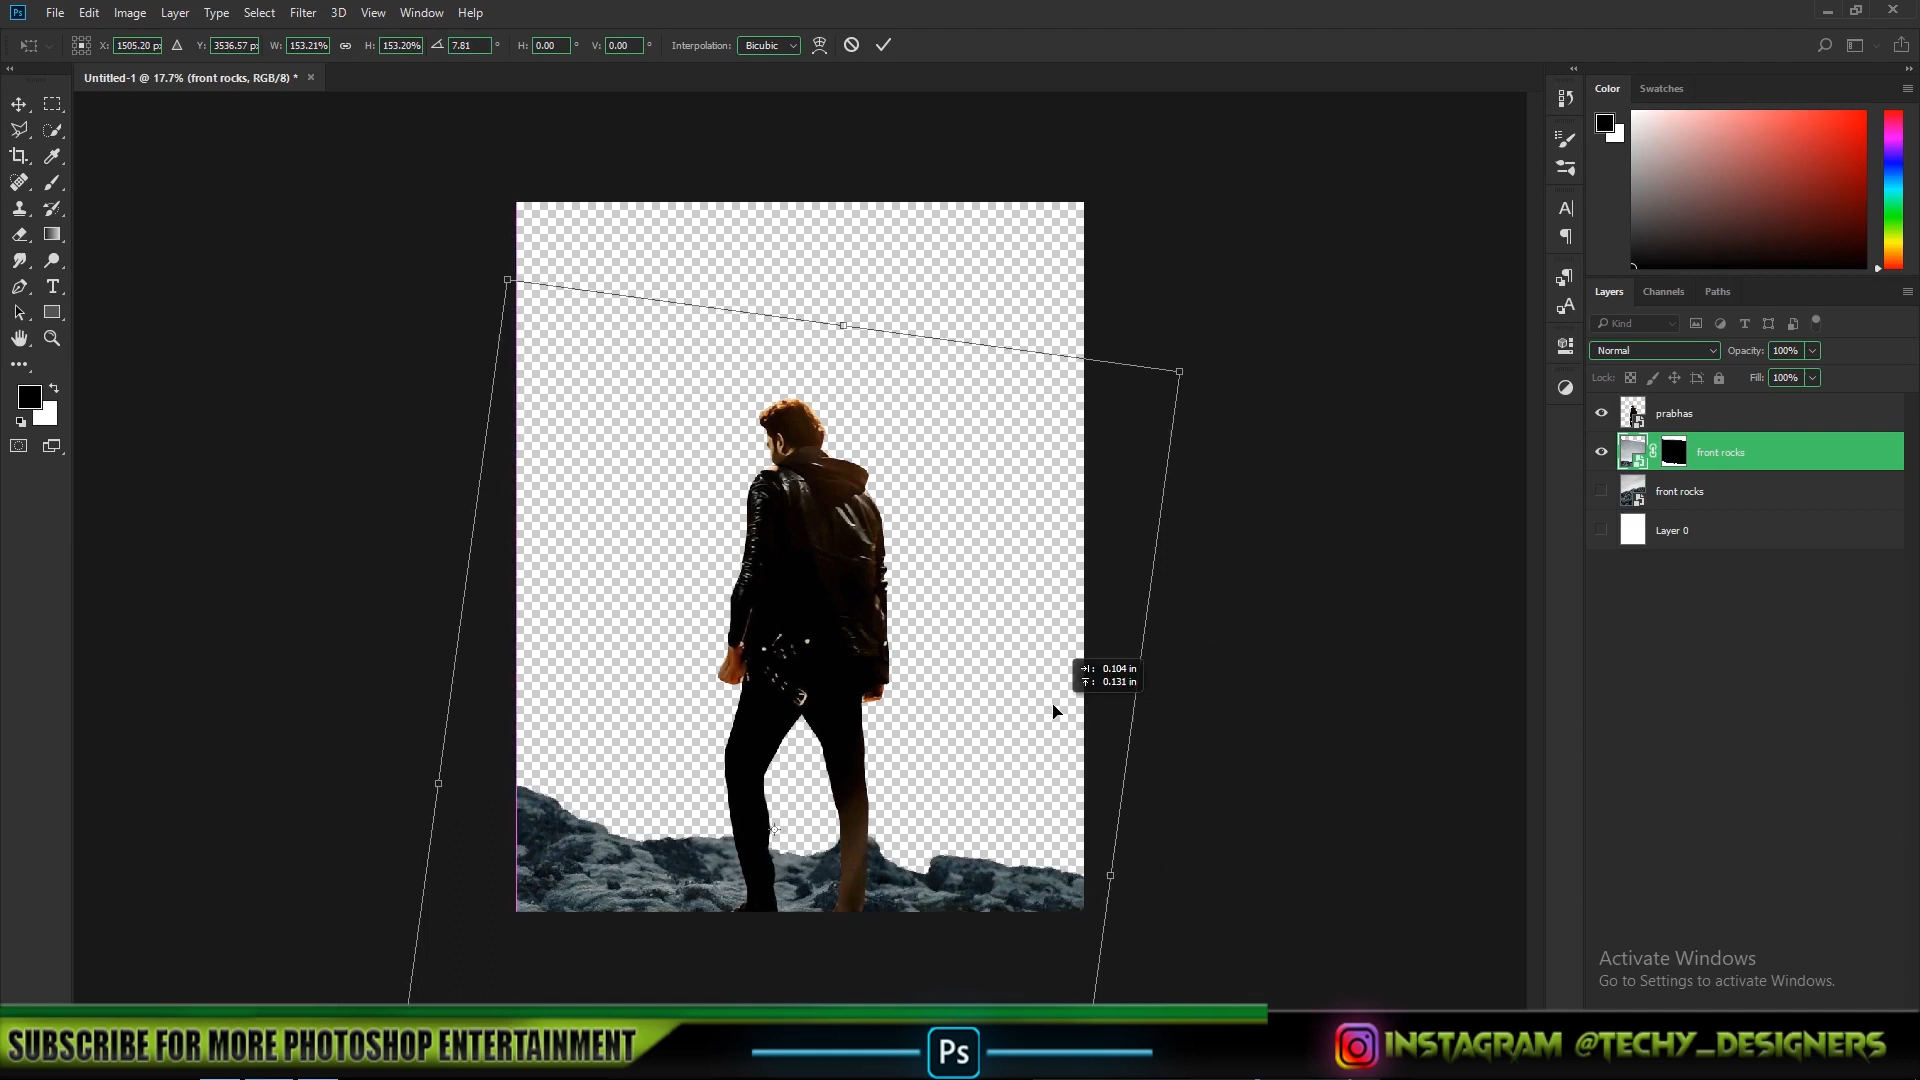 Ps File Edit Image Layer Type Select Filter 3D View Window Help
X: 1505.20 px Y: 3536.57 px W: 153.21% H: 153.20% 7.81 ° H: 0.00 ° V: 0.00 ° Interpolation: Bicubic
Untitled-1 @ 17.7% (front rocks, RGB/8) * ×
Color Swatches
Layers Channels Paths
Kind
Normal Opacity: 100%
Lock: Fill: 100%
prabhas
front rocks
front rocks
Layer 0
0.104 in
0.131 in
Activate Windows
Go to Settings to activate Windows.
SUBSCRIBE FOR MORE PHOTOSHOP ENTERTAINMENT
Ps
INSTAGRAM @TECHY_DESIGNERS